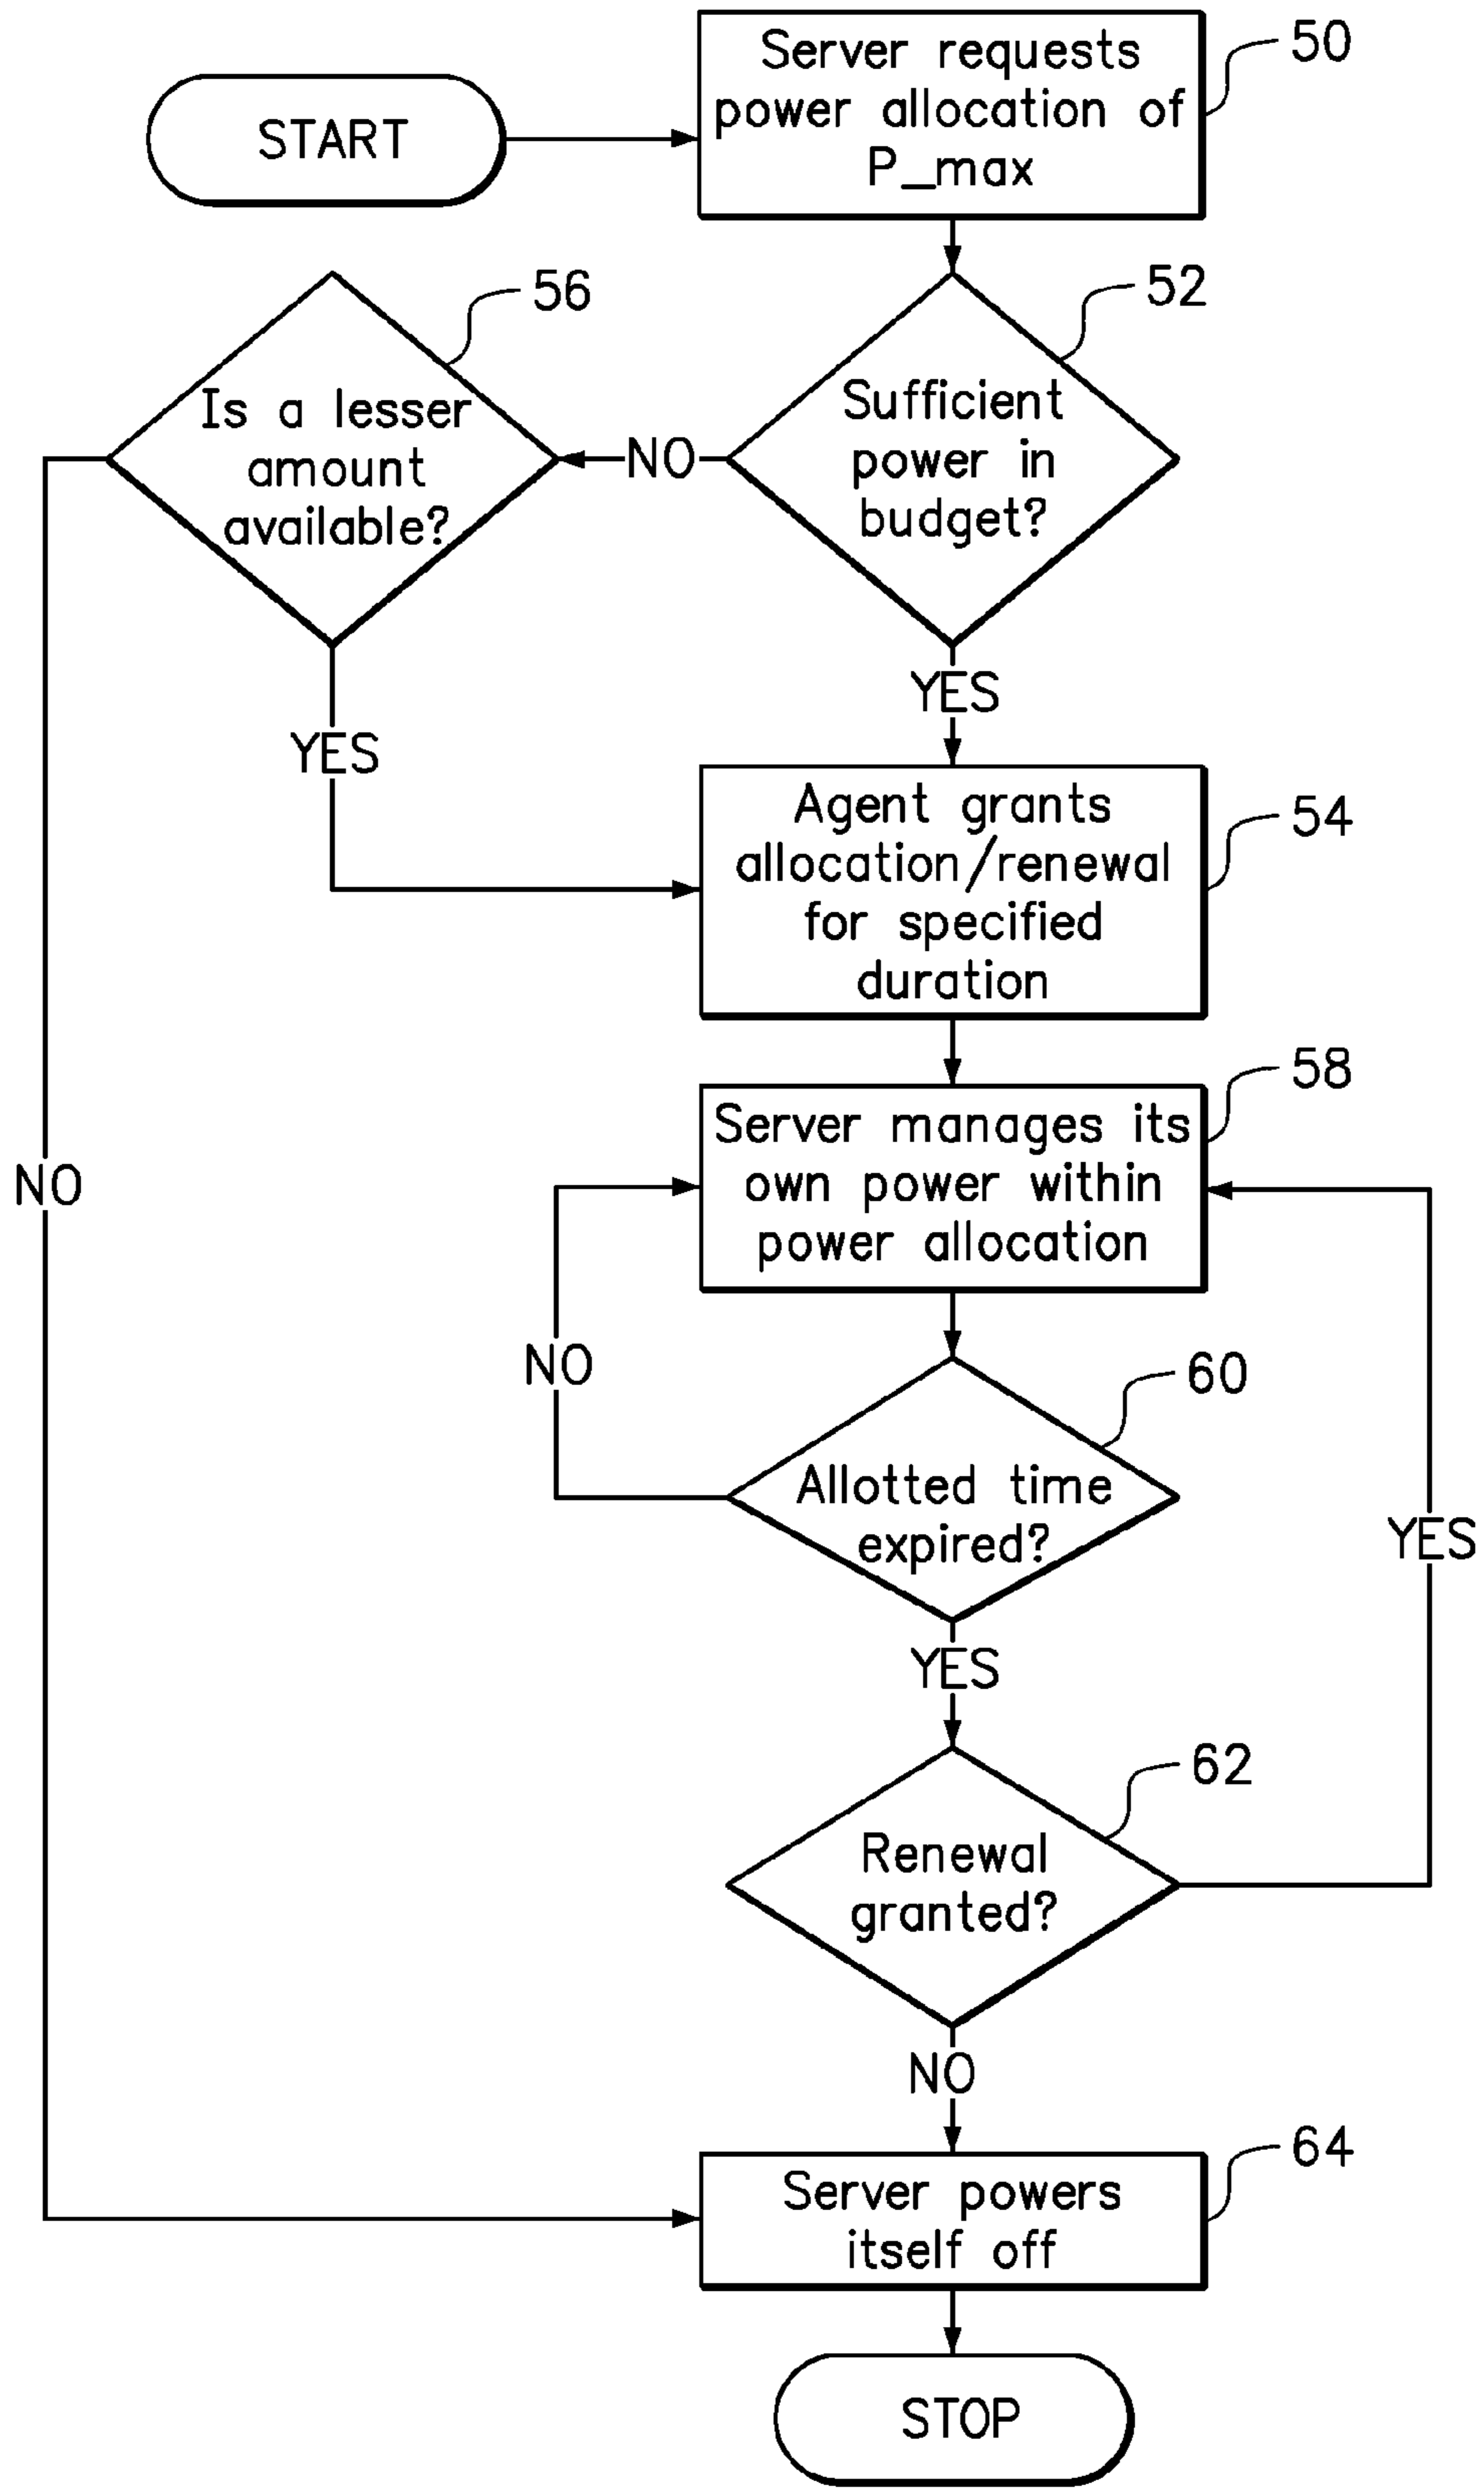 START
Server requests
power allocation of
P_max
50
56
52
Is a lesser
amount
available?
NO
Sufficient
power in
budget?
YES
YES
Agent grants
allocation/renewal
for specified
duration
54
Server manages its
own power within
power allocation
58
NO
NO
60
Allotted time
expired?
YES
YES
62
Renewal
granted?
NO
Server powers
itself off
64
STOP